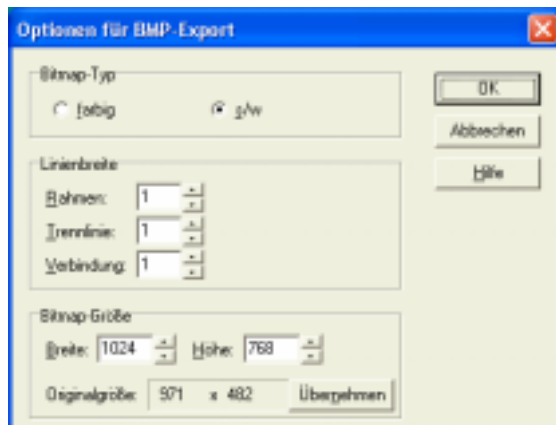 Optionen für BMP-Export
Bitmap-Typ
farbig s/w
OK
Abbrechen
Hilfe
Linienbreite
Rahmen: 1
Trennlinie: 1
Verbindung: 1
Bitmap-Größe
Breite: 1024 Höhe: 768
Originalgröße: 971 x 482 Übernehmen